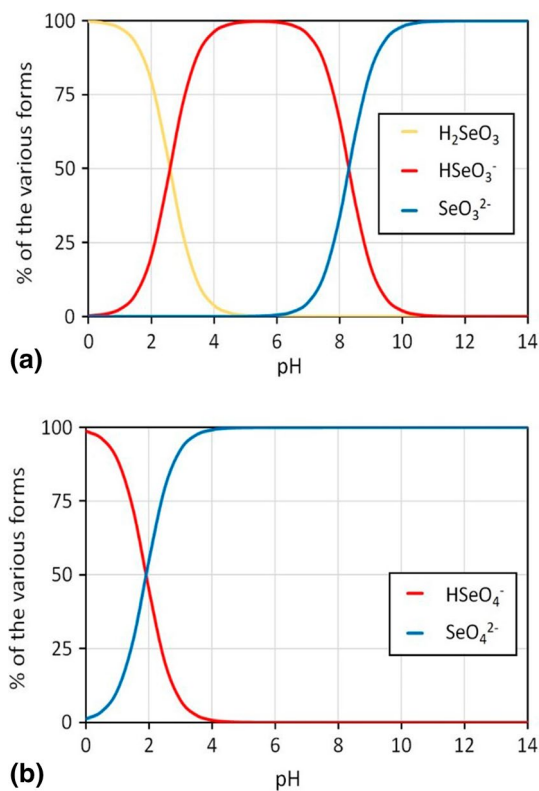 100
75
50
25
0
% of the various forms
H₂SeO₃
HSeO₃⁻
SeO₃²⁻
0 2 4 6 8 10 12 14
(a)
pH
100
75
50
25
0
% of the various forms
HSeO₄⁻
SeO₄²⁻
0 2 4 6 8 10 12 14
(b)
pH